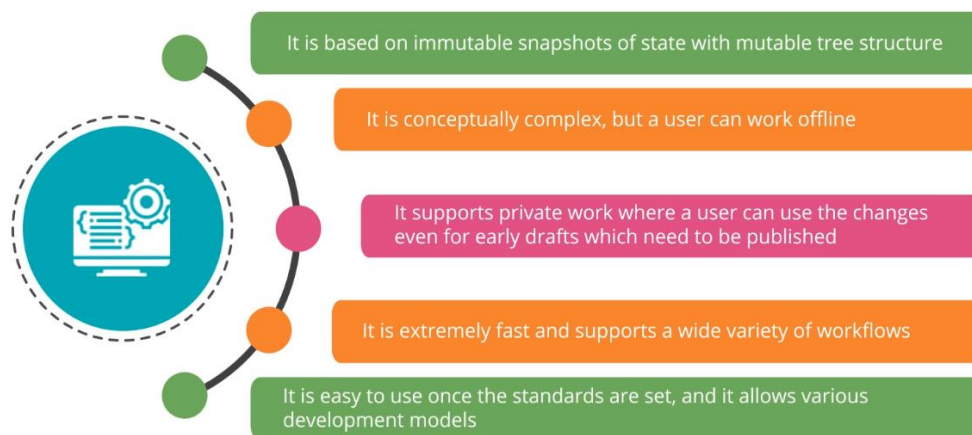 It is based on immutable snapshots of state with mutable tree structure
It is conceptually complex, but a user can work offline
It supports private work where a user can use the changes
even for early drafts which need to be published
It is extremely fast and supports a wide variety of workflows
It is easy to use once the standards are set, and it allows various
development models